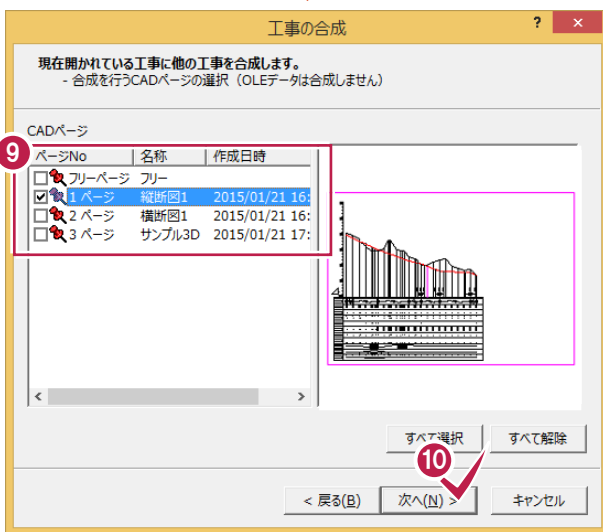 工事の合成
? ×
現在開かれている工事に他の工事を合成します。
- 合成を行うCADページの選択（OLEデータは合成しません）
CADページ
9
ページNo 名称 作成日時
フリーページ フリー
1 ページ 縦断図1 2015/01/21 16:
2 ページ 横断図1 2015/01/21 16:
3 ページ サンプル3D 2015/01/21 17:
< >
すべて選択 すべて解除
10
< 戻る(B) 次へ(N) > キャンセル